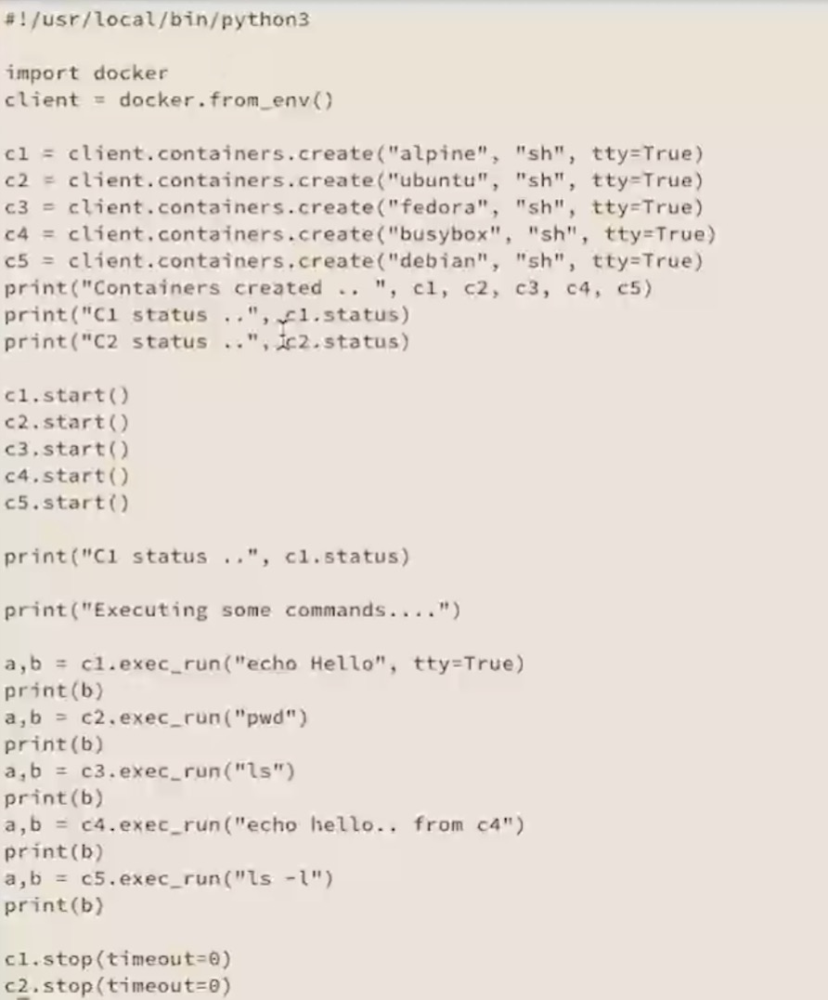 #!/usr/local/bin/python3
import docker
client = docker.from_env()
c1 = client.containers.create("alpine", "sh", tty=True)
c2 = client.containers.create("ubuntu", "sh", tty=True)
c3 = client.containers.create("fedora", "sh", tty=True)
c4 = client.containers.create("busybox", "sh", tty=True)
c5 = client.containers.create("debian", "sh", tty=True)
print("Containers created .. ", c1, c2, c3, c4, c5)
print("C1 status ..", c1.status)
print("C2 status ..", c2.status)
c1.start()
c2.start()
c3.start()
c4.start()
c5.start()
print("C1 status ..", c1.status)
print("Executing some commands....")
a,b = c1.exec_run("echo Hello", tty=True)
print(b)
a,b = c2.exec_run("pwd")
print(b)
a,b = c3.exec_run("ls")
print(b)
a,b = c4.exec_run("echo hello.. from c4")
print(b)
a,b = c5.exec_run("ls -l")
print(b)
c1.stop(timeout=0)
c2.stop(timeout=0)